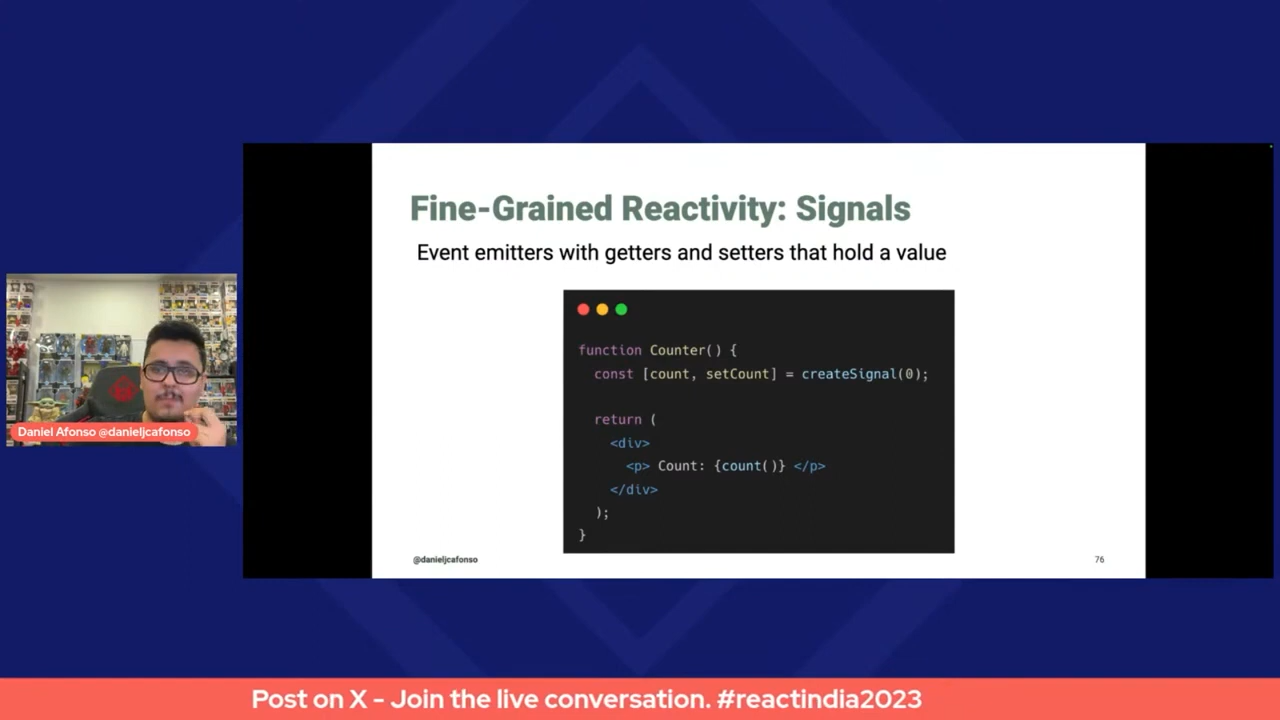 Fine-Grained Reactivity: Signals
Event emitters with getters and setters that hold a value
function Counter() {
const [count, setCount] = createSignal(0);
return (
<div>
<p> Count: {count()} </p>
</div>
);
}
@danieljcafonso
76
Daniel Afonso @danieljcafonso
Post on X - Join the live conversation. #reactindia2023